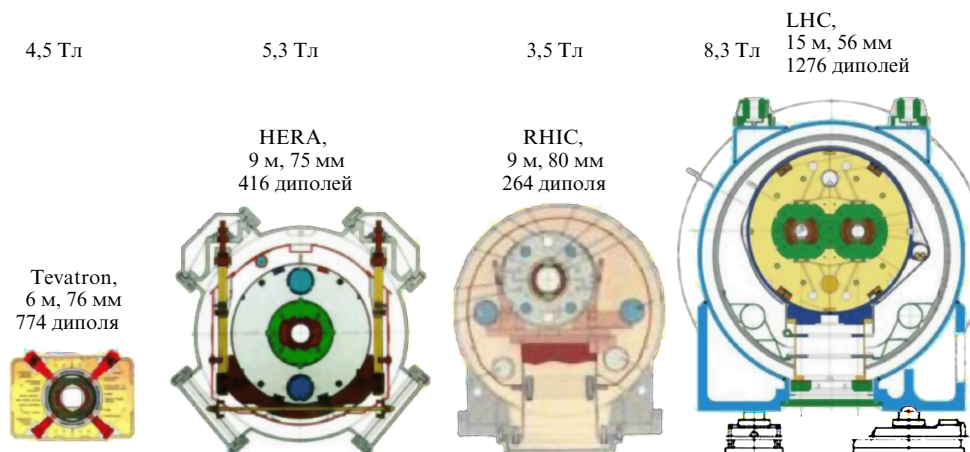 4,5 Тл
5,3 Тл
3,5 Тл
8,3 Тл
LHC,
15 м, 56 мм
1276 диполей
HERA,
9 м, 75 мм
416 диполей
RHIC,
9 м, 80 мм
264 диполя
Tevatron,
6 м, 76 мм
774 диполя